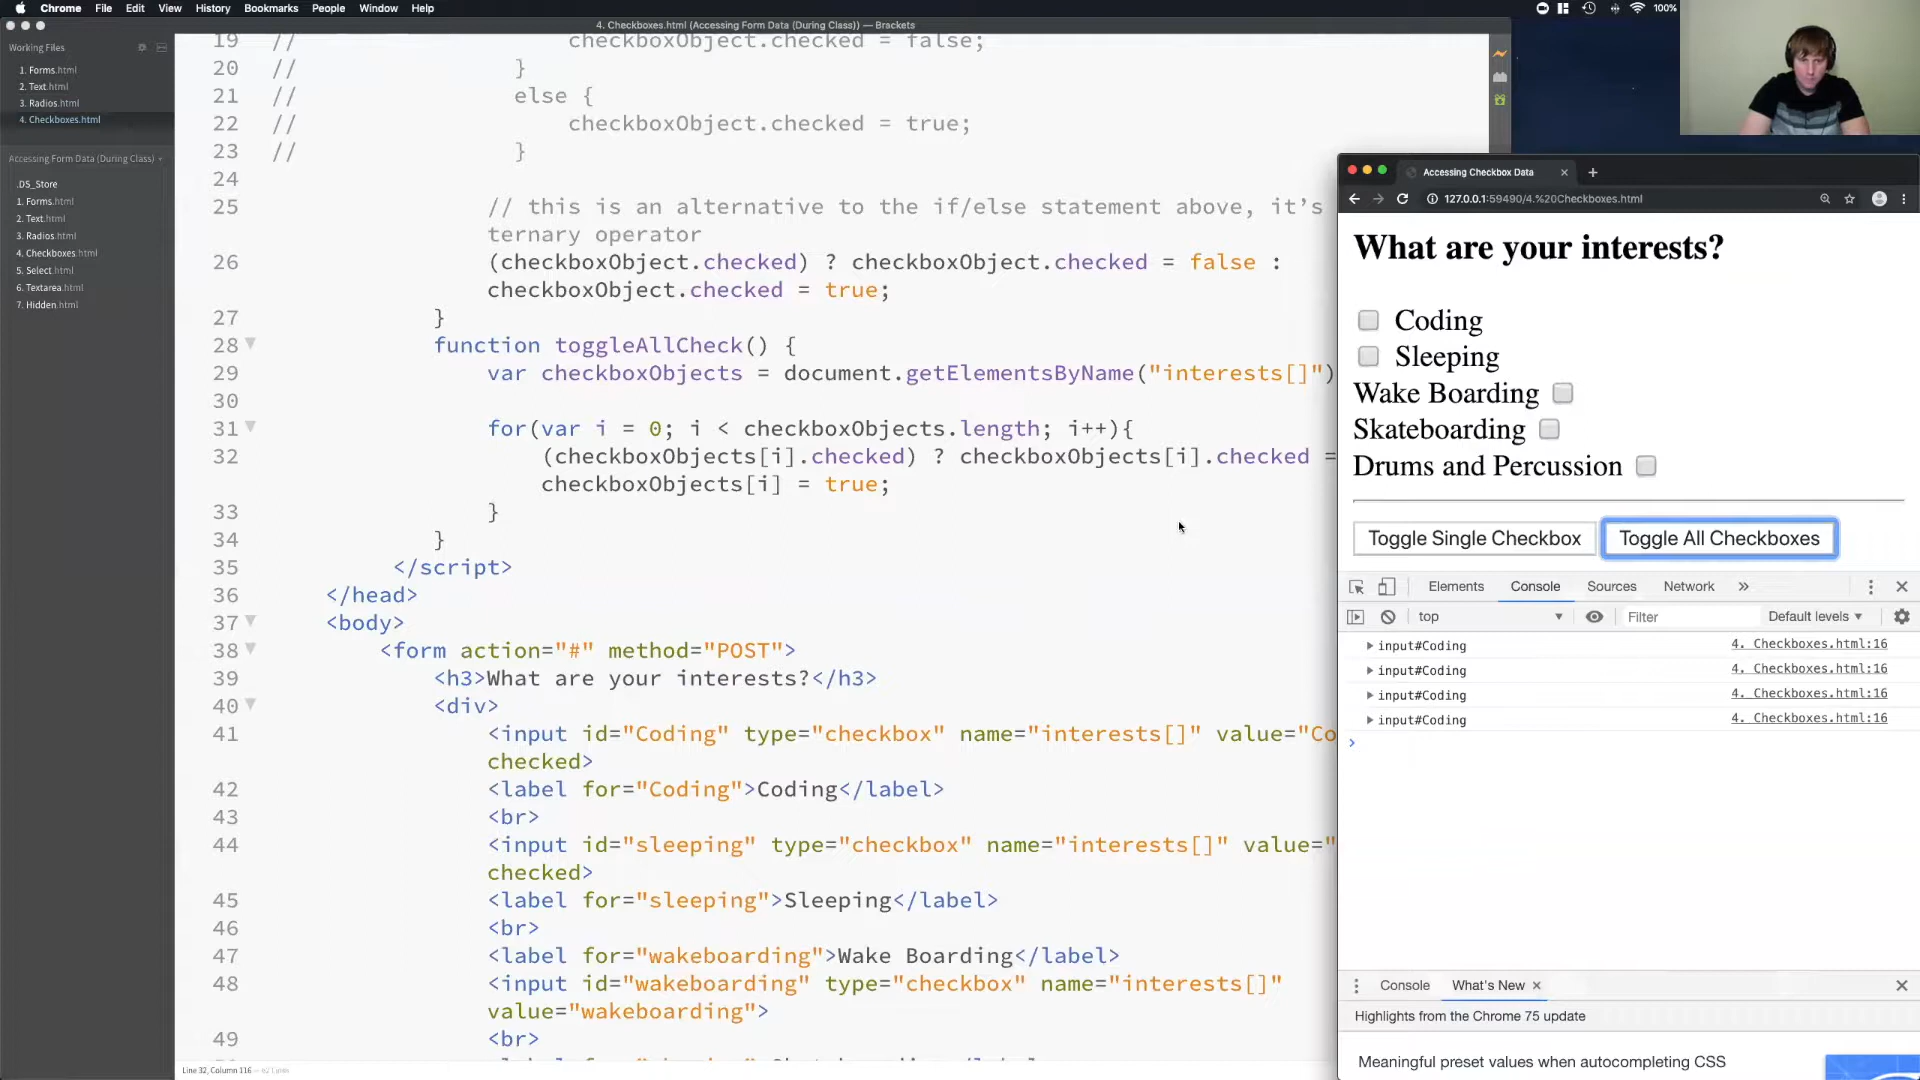 Chrome File Edit View History Bookmarks People Window Help
100%
4. Checkboxes.html (Accessing Form Data (During Class)) — Brackets
Working Files
1. Forms.html
2. Text.html
3. Radios.html
4. Checkboxes.html
Accessing Form Data (During Class)
.DS_Store
1. Forms.html
2. Text.html
3. Radios.html
4. Checkboxes.html
5. Select.html
6. Textarea.html
7. Hidden.html
19 // checkboxObject.checked = false;
20 // }
21 // else {
22 // checkboxObject.checked = true;
23 // }
24
25 // this is an alternative to the if/else statement above, it's
ternary operator
26 (checkboxObject.checked) ? checkboxObject.checked = false :
checkboxObject.checked = true;
27 }
28 function toggleAllCheck() {
29 var checkboxObjects = document.getElementsByName("interests[]")
30
31 for(var i = 0; i < checkboxObjects.length; i++){
32 (checkboxObjects[i].checked) ? checkboxObjects[i].checked =
checkboxObjects[i] = true;
33 }
34 }
35 </script>
36 </head>
37 <body>
38 <form action="#" method="POST">
39 <h3>What are your interests?</h3>
40 <div>
41 <input id="Coding" type="checkbox" name="interests[]" value="Co
checked>
42 <label for="Coding">Coding</label>
43 <br>
44 <input id="sleeping" type="checkbox" name="interests[]" value="
checked>
45 <label for="sleeping">Sleeping</label>
46 <br>
47 <label for="wakeboarding">Wake Boarding</label>
48 <input id="wakeboarding" type="checkbox" name="interests[]"
value="wakeboarding">
49 <br>
Line 32, Column 116
Accessing Checkbox Data
127.0.0.1:59490/4.%20Checkboxes.html
What are your interests?
Coding
Sleeping
Wake Boarding
Skateboarding
Drums and Percussion
Toggle Single Checkbox Toggle All Checkboxes
Elements Console Sources Network »
top Filter Default levels
input#Coding 4. Checkboxes.html:16
input#Coding 4. Checkboxes.html:16
input#Coding 4. Checkboxes.html:16
input#Coding 4. Checkboxes.html:16
Console What's New
Highlights from the Chrome 75 update
Meaningful preset values when autocompleting CSS